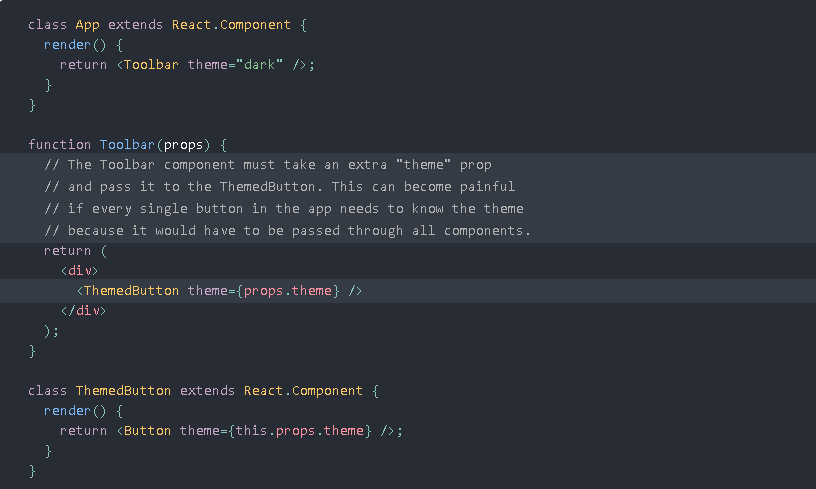 class App extends React.Component {
  render() {
    return <Toolbar theme="dark" />;
  }
}

function Toolbar(props) {
  // The Toolbar component must take an extra "theme" prop
  // and pass it to the ThemedButton. This can become painful
  // if every single button in the app needs to know the theme
  // because it would have to be passed through all components.
  return (
    <div>
      <ThemedButton theme={props.theme} />
    </div>
  );
}

class ThemedButton extends React.Component {
  render() {
    return <Button theme={this.props.theme} />;
  }
}